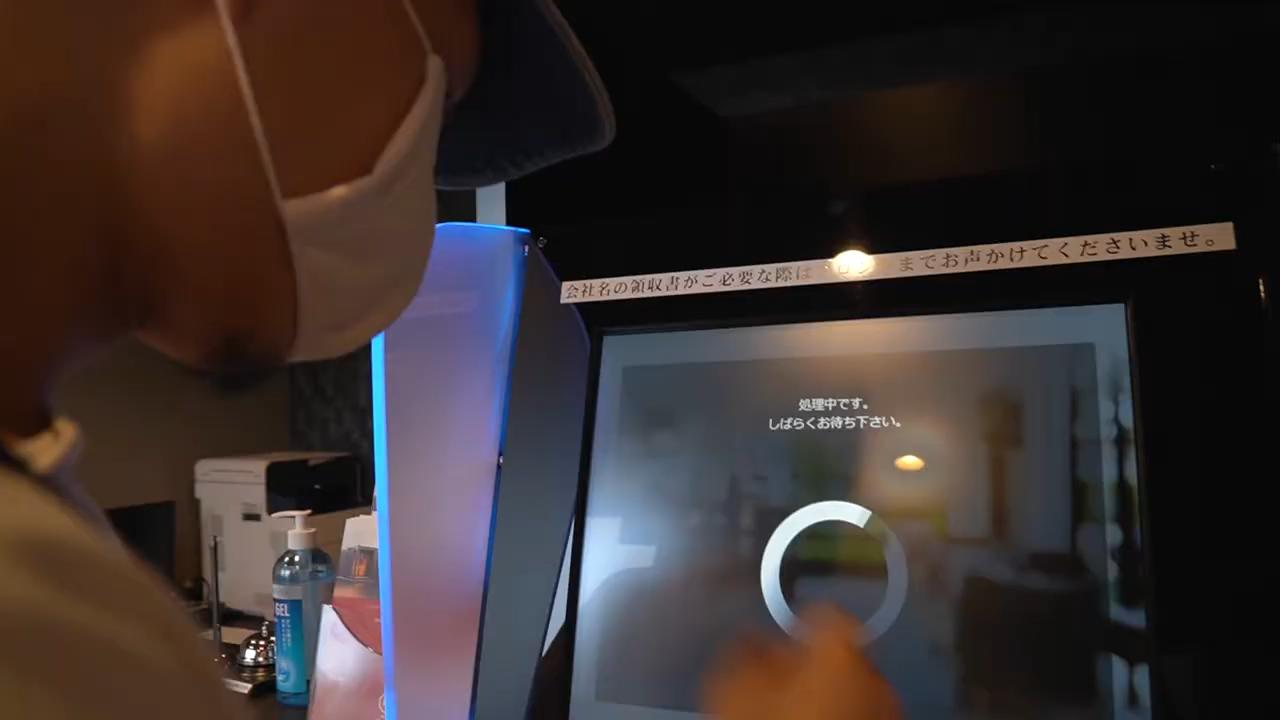 会社名の領収書がご必要な際は
までお声かけてくださいませ。
処理中です。
しばらくお待ち下さい。
GEL